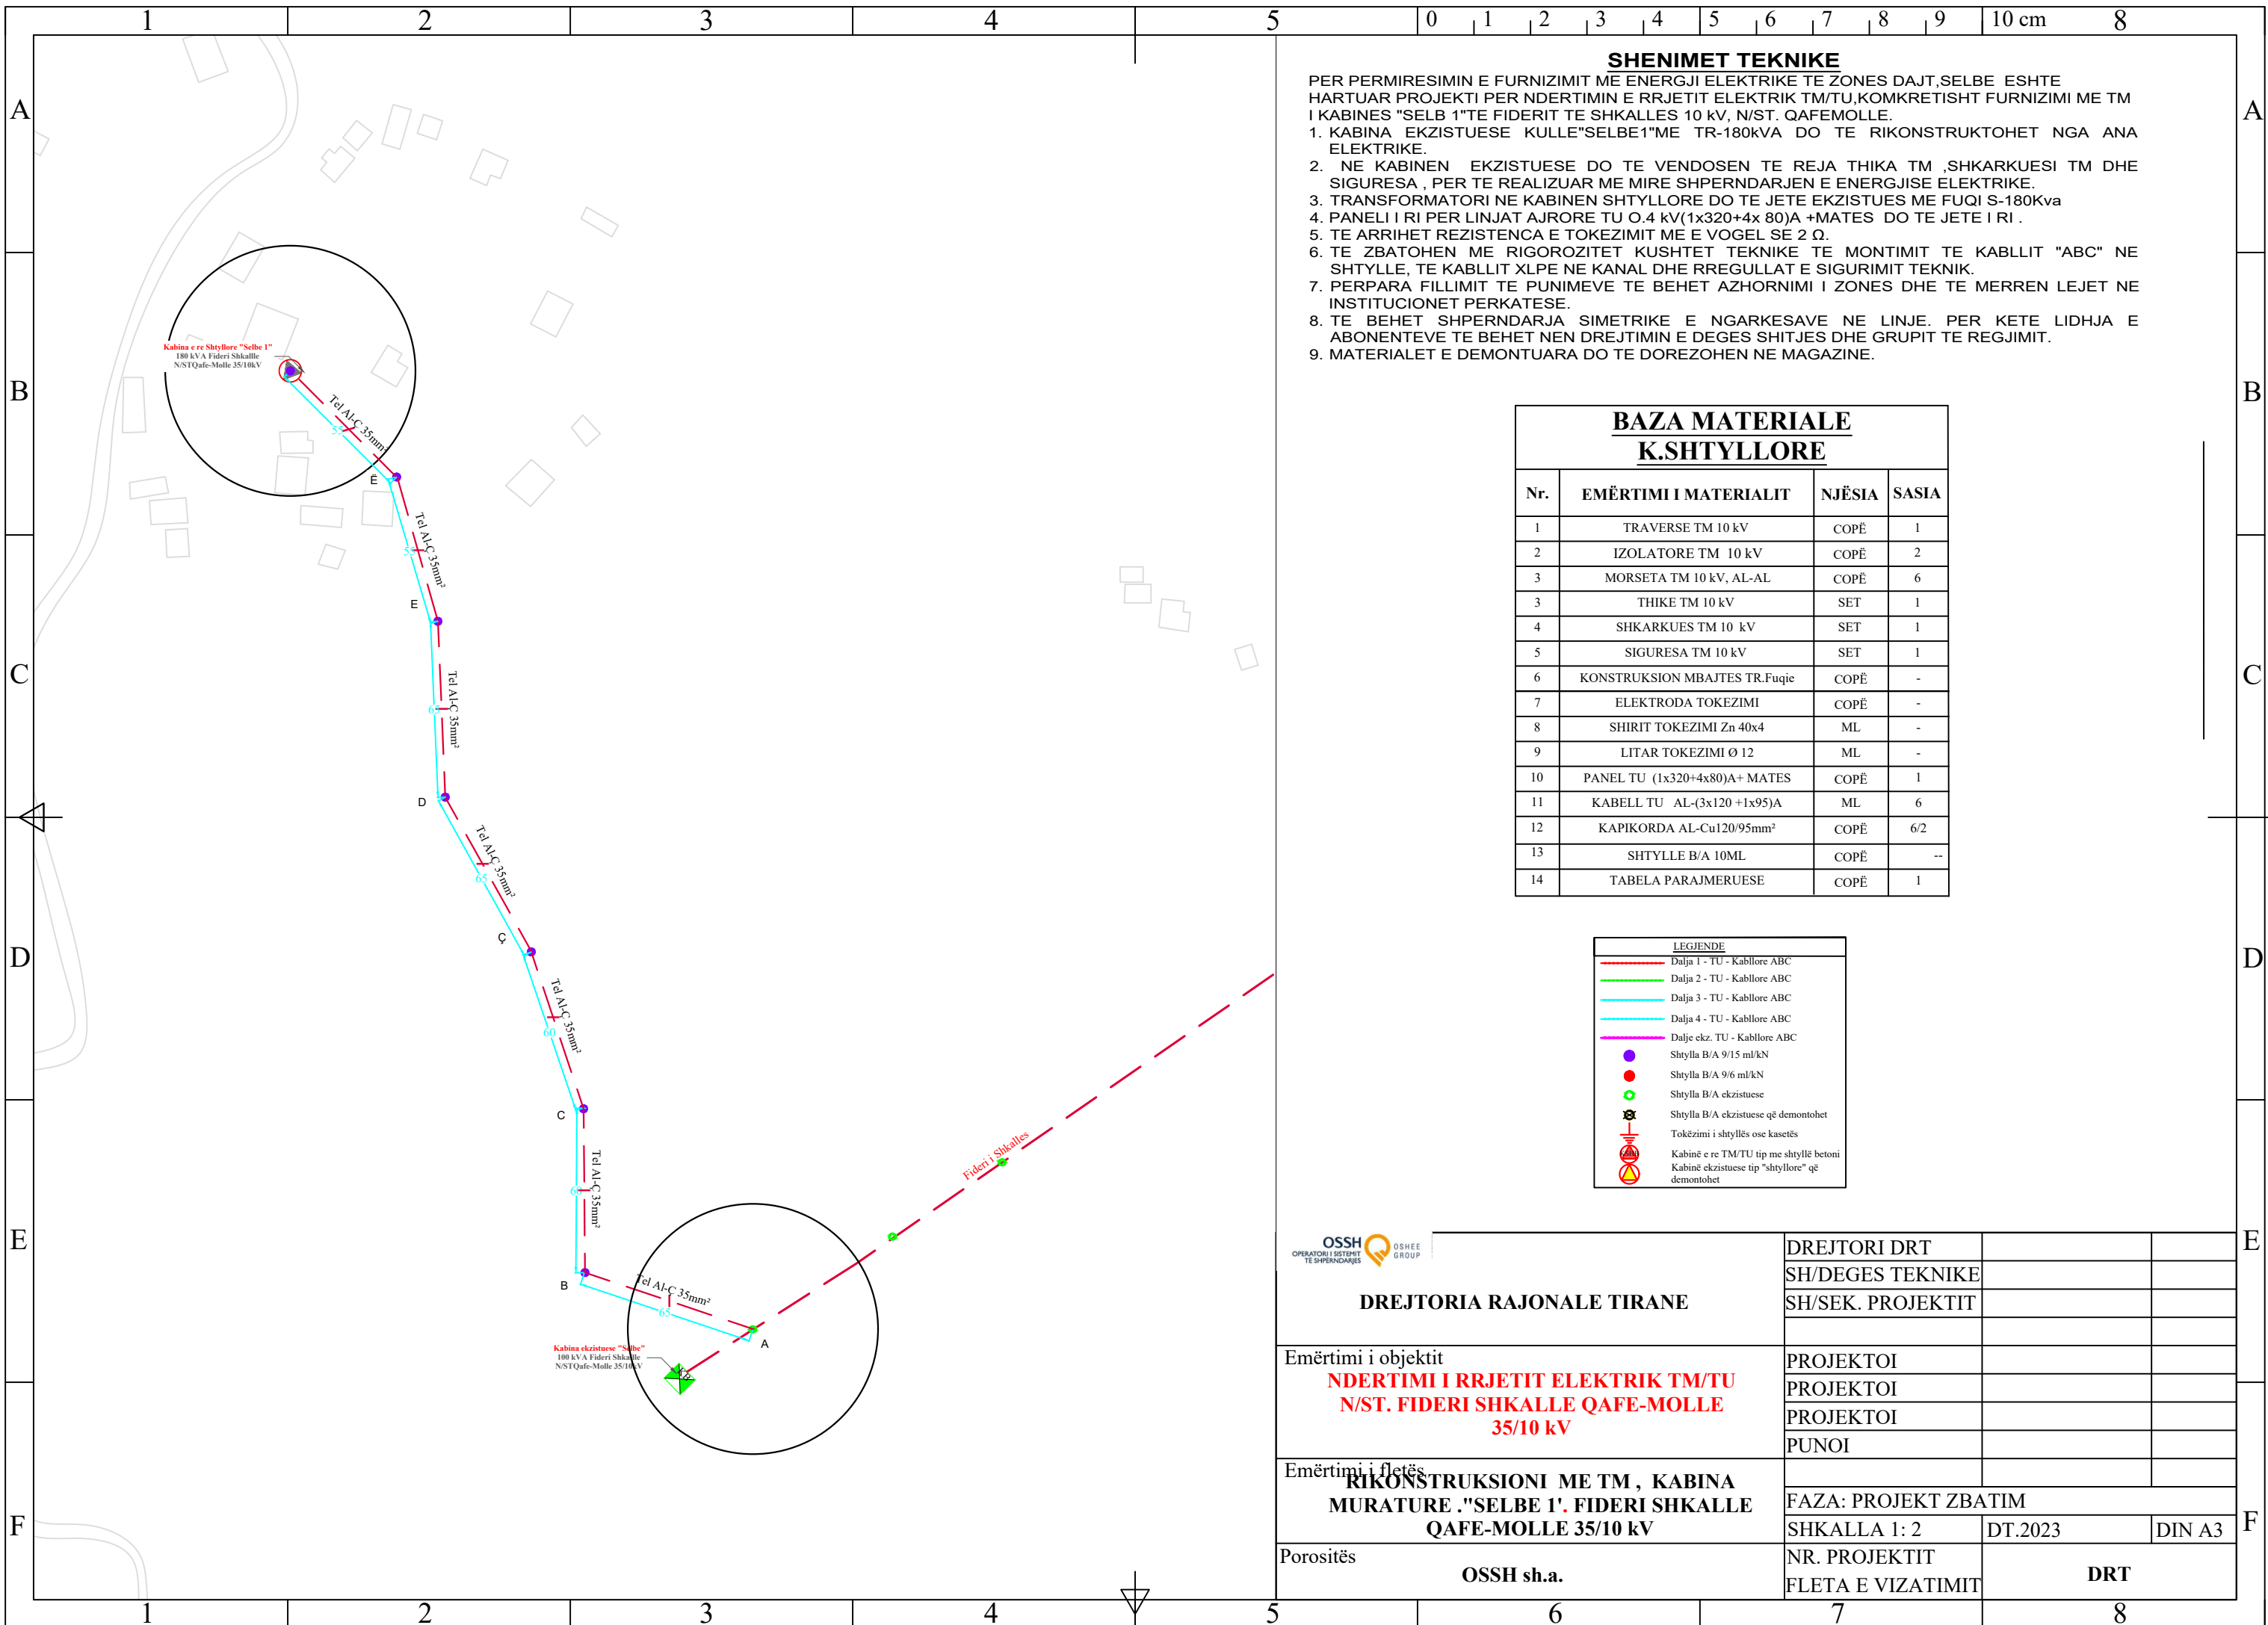 1 2 3 4 5 0 1 2 3 4 5 6 7 8 9 10 cm 8
A
B
C
D
E
F
A
B
C
D
E
F
1 2 3 4 5 6 7 8
SHENIMET TEKNIKE
PER PERMIRESIMIN E FURNIZIMIT ME ENERGJI ELEKTRIKE TE ZONES DAJT,SELBE ESHTE
HARTUAR PROJEKTI PER NDERTIMIN E RRJETIT ELEKTRIK TM/TU,KOMKRETISHT FURNIZIMI ME TM
I KABINES "SELB 1"TE FIDERIT TE SHKALLES 10 kV, N/ST. QAFEMOLLE.
1. KABINA EKZISTUESE KULLE"SELBE1"ME TR-180kVA DO TE RIKONSTRUKTOHET NGA ANA
ELEKTRIKE.
2. NE KABINEN EKZISTUESE DO TE VENDOSEN TE REJA THIKA TM ,SHKARKUESI TM DHE
SIGURESA , PER TE REALIZUAR ME MIRE SHPERNDARJEN E ENERGJISE ELEKTRIKE.
3. TRANSFORMATORI NE KABINEN SHTYLLORE DO TE JETE EKZISTUES ME FUQI S-180Kva
4. PANELI I RI PER LINJAT AJRORE TU O.4 kV(1x320+4x 80)A +MATES DO TE JETE I RI .
5. TE ARRIHET REZISTENCA E TOKEZIMIT ME E VOGEL SE 2 Ω.
6. TE ZBATOHEN ME RIGOROZITET KUSHTET TEKNIKE TE MONTIMIT TE KABLLIT "ABC" NE
SHTYLLE, TE KABLLIT XLPE NE KANAL DHE RREGULLAT E SIGURIMIT TEKNIK.
7. PERPARA FILLIMIT TE PUNIMEVE TE BEHET AZHORNIMI I ZONES DHE TE MERREN LEJET NE
INSTITUCIONET PERKATESE.
8. TE BEHET SHPERNDARJA SIMETRIKE E NGARKESAVE NE LINJE. PER KETE LIDHJA E
ABONENTEVE TE BEHET NEN DREJTIMIN E DEGES SHITJES DHE GRUPIT TE REGJIMIT.
9. MATERIALET E DEMONTUARA DO TE DOREZOHEN NE MAGAZINE.
Kabina e re Shtyllore "Selbe 1"
180 kVA Fideri Shkallle
N/STQafe-Molle 35/10kV
Tel Al-Ç 35mm²
55
Ë
Tel Al-Ç 35mm²
55
E
Tel Al-Ç 35mm²
65
D
Tel Al-Ç 35mm²
65
Ç
Tel Al-Ç 35mm²
60
C
Tel Al-Ç 35mm²
60
B
Tel Al-Ç 35mm²
65
A
Fideri i Shkalles
Kabina ekzistuese "Selbe"
100 kVA Fideri Shkallle
N/STQafe-Molle 35/10kV
BAZA MATERIALE
K.SHTYLLORE
Nr. EMËRTIMI I MATERIALIT NJËSIA SASIA
1 TRAVERSE TM 10 kV COPË 1
2 IZOLATORE TM 10 kV COPË 2
3 MORSETA TM 10 kV, AL-AL COPË 6
3 THIKE TM 10 kV SET 1
4 SHKARKUES TM 10 kV SET 1
5 SIGURESA TM 10 kV SET 1
6 KONSTRUKSION MBAJTES TR.Fuqie COPË -
7 ELEKTRODA TOKEZIMI COPË -
8 SHIRIT TOKEZIMI Zn 40x4 ML -
9 LITAR TOKEZIMI Ø 12 ML -
10 PANEL TU (1x320+4x80)A+ MATES COPË 1
11 KABELL TU AL-(3x120 +1x95)A ML 6
12 KAPIKORDA AL-Cu120/95mm² COPË 6/2
13 SHTYLLE B/A 10ML COPË --
14 TABELA PARAJMERUESE COPË 1
LEGJENDE
Dalja 1 - TU - Kabllore ABC
Dalja 2 - TU - Kabllore ABC
Dalja 3 - TU - Kabllore ABC
Dalja 4 - TU - Kabllore ABC
Dalje ekz. TU - Kabllore ABC
Shtylla B/A 9/15 ml/kN
Shtylla B/A 9/6 ml/kN
Shtylla B/A ekzistuese
Shtylla B/A ekzistuese që demontohet
Tokëzimi i shtyllës ose kasetës
Kabinë e re TM/TU tip me shtyllë betoni
Kabinë ekzistuese tip "shtyllore" që
demontohet
OSSH
OPERATORI I SISTEMIT
TË SHPËRNDARJES
OSHEE
GROUP
DREJTORIA RAJONALE TIRANE
DREJTORI DRT
SH/DEGES TEKNIKE
SH/SEK. PROJEKTIT
Emërtimi i objektit
NDERTIMI I RRJETIT ELEKTRIK TM/TU
N/ST. FIDERI SHKALLE QAFE-MOLLE
35/10 kV
PROJEKTOI
PROJEKTOI
PROJEKTOI
PUNOI
Emërtimi i fletës
RIKONSTRUKSIONI ME TM , KABINA
MURATURE ."SELBE 1'. FIDERI SHKALLE
QAFE-MOLLE 35/10 kV
FAZA: PROJEKT ZBATIM
SHKALLA 1: 2 DT.2023 DIN A3
Porositës
OSSH sh.a.
NR. PROJEKTIT
FLETA E VIZATIMIT
DRT